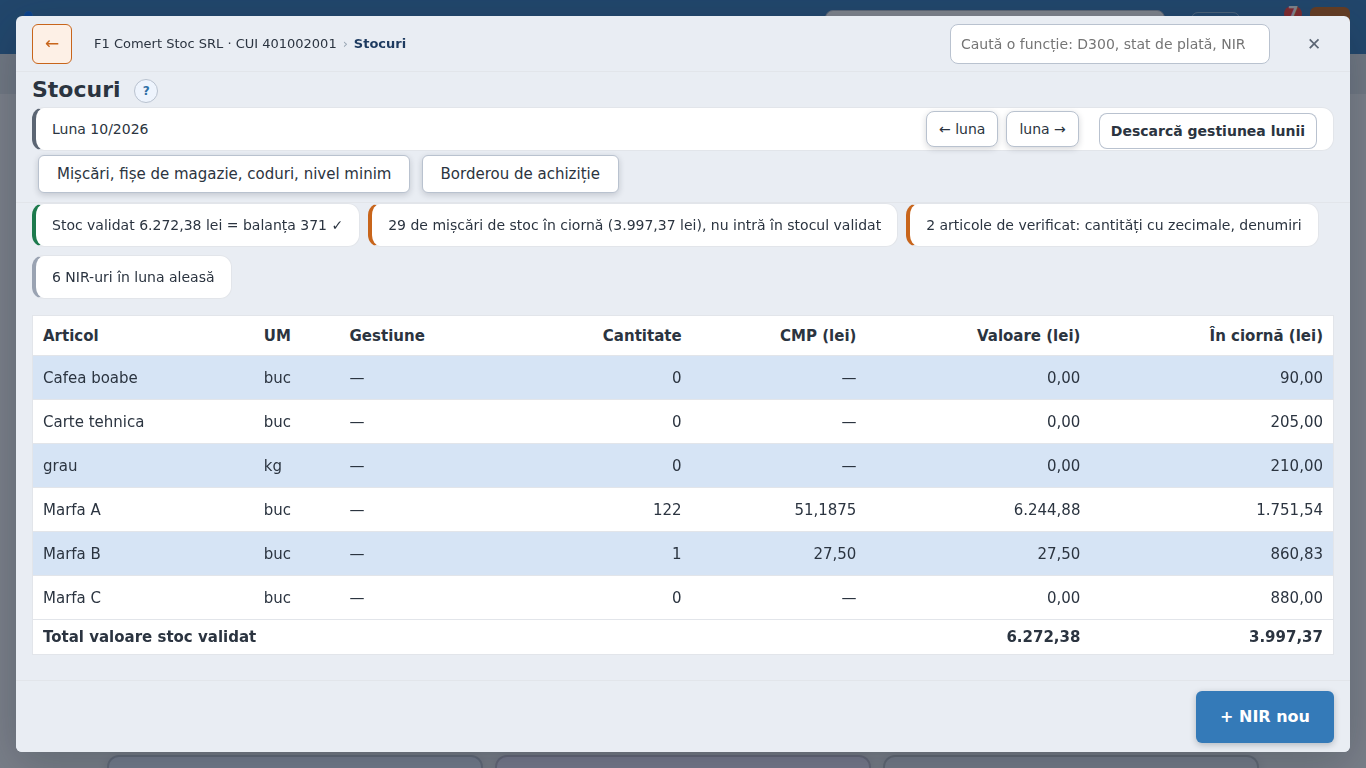 7
← F1 Comert Stoc SRL · CUI 401002001 › Stocuri Caută o funcție: D300, stat de plată, NIR ✕
Stocuri ?
Luna 10/2026 ← luna luna → Descarcă gestiunea lunii
Mișcări, fișe de magazie, coduri, nivel minim Borderou de achiziție
Stoc validat 6.272,38 lei = balanța 371 ✓ 29 de mișcări de stoc în ciornă (3.997,37 lei), nu intră în stocul validat 2 articole de verificat: cantități cu zecimale, denumiri
6 NIR-uri în luna aleasă
Articol UM Gestiune Cantitate CMP (lei) Valoare (lei) În ciornă (lei)
Cafea boabe buc — 0 — 0,00 90,00
Carte tehnica buc — 0 — 0,00 205,00
grau kg — 0 — 0,00 210,00
Marfa A buc — 122 51,1875 6.244,88 1.751,54
Marfa B buc — 1 27,50 27,50 860,83
Marfa C buc — 0 — 0,00 880,00
Total valoare stoc validat 6.272,38 3.997,37
+ NIR nou